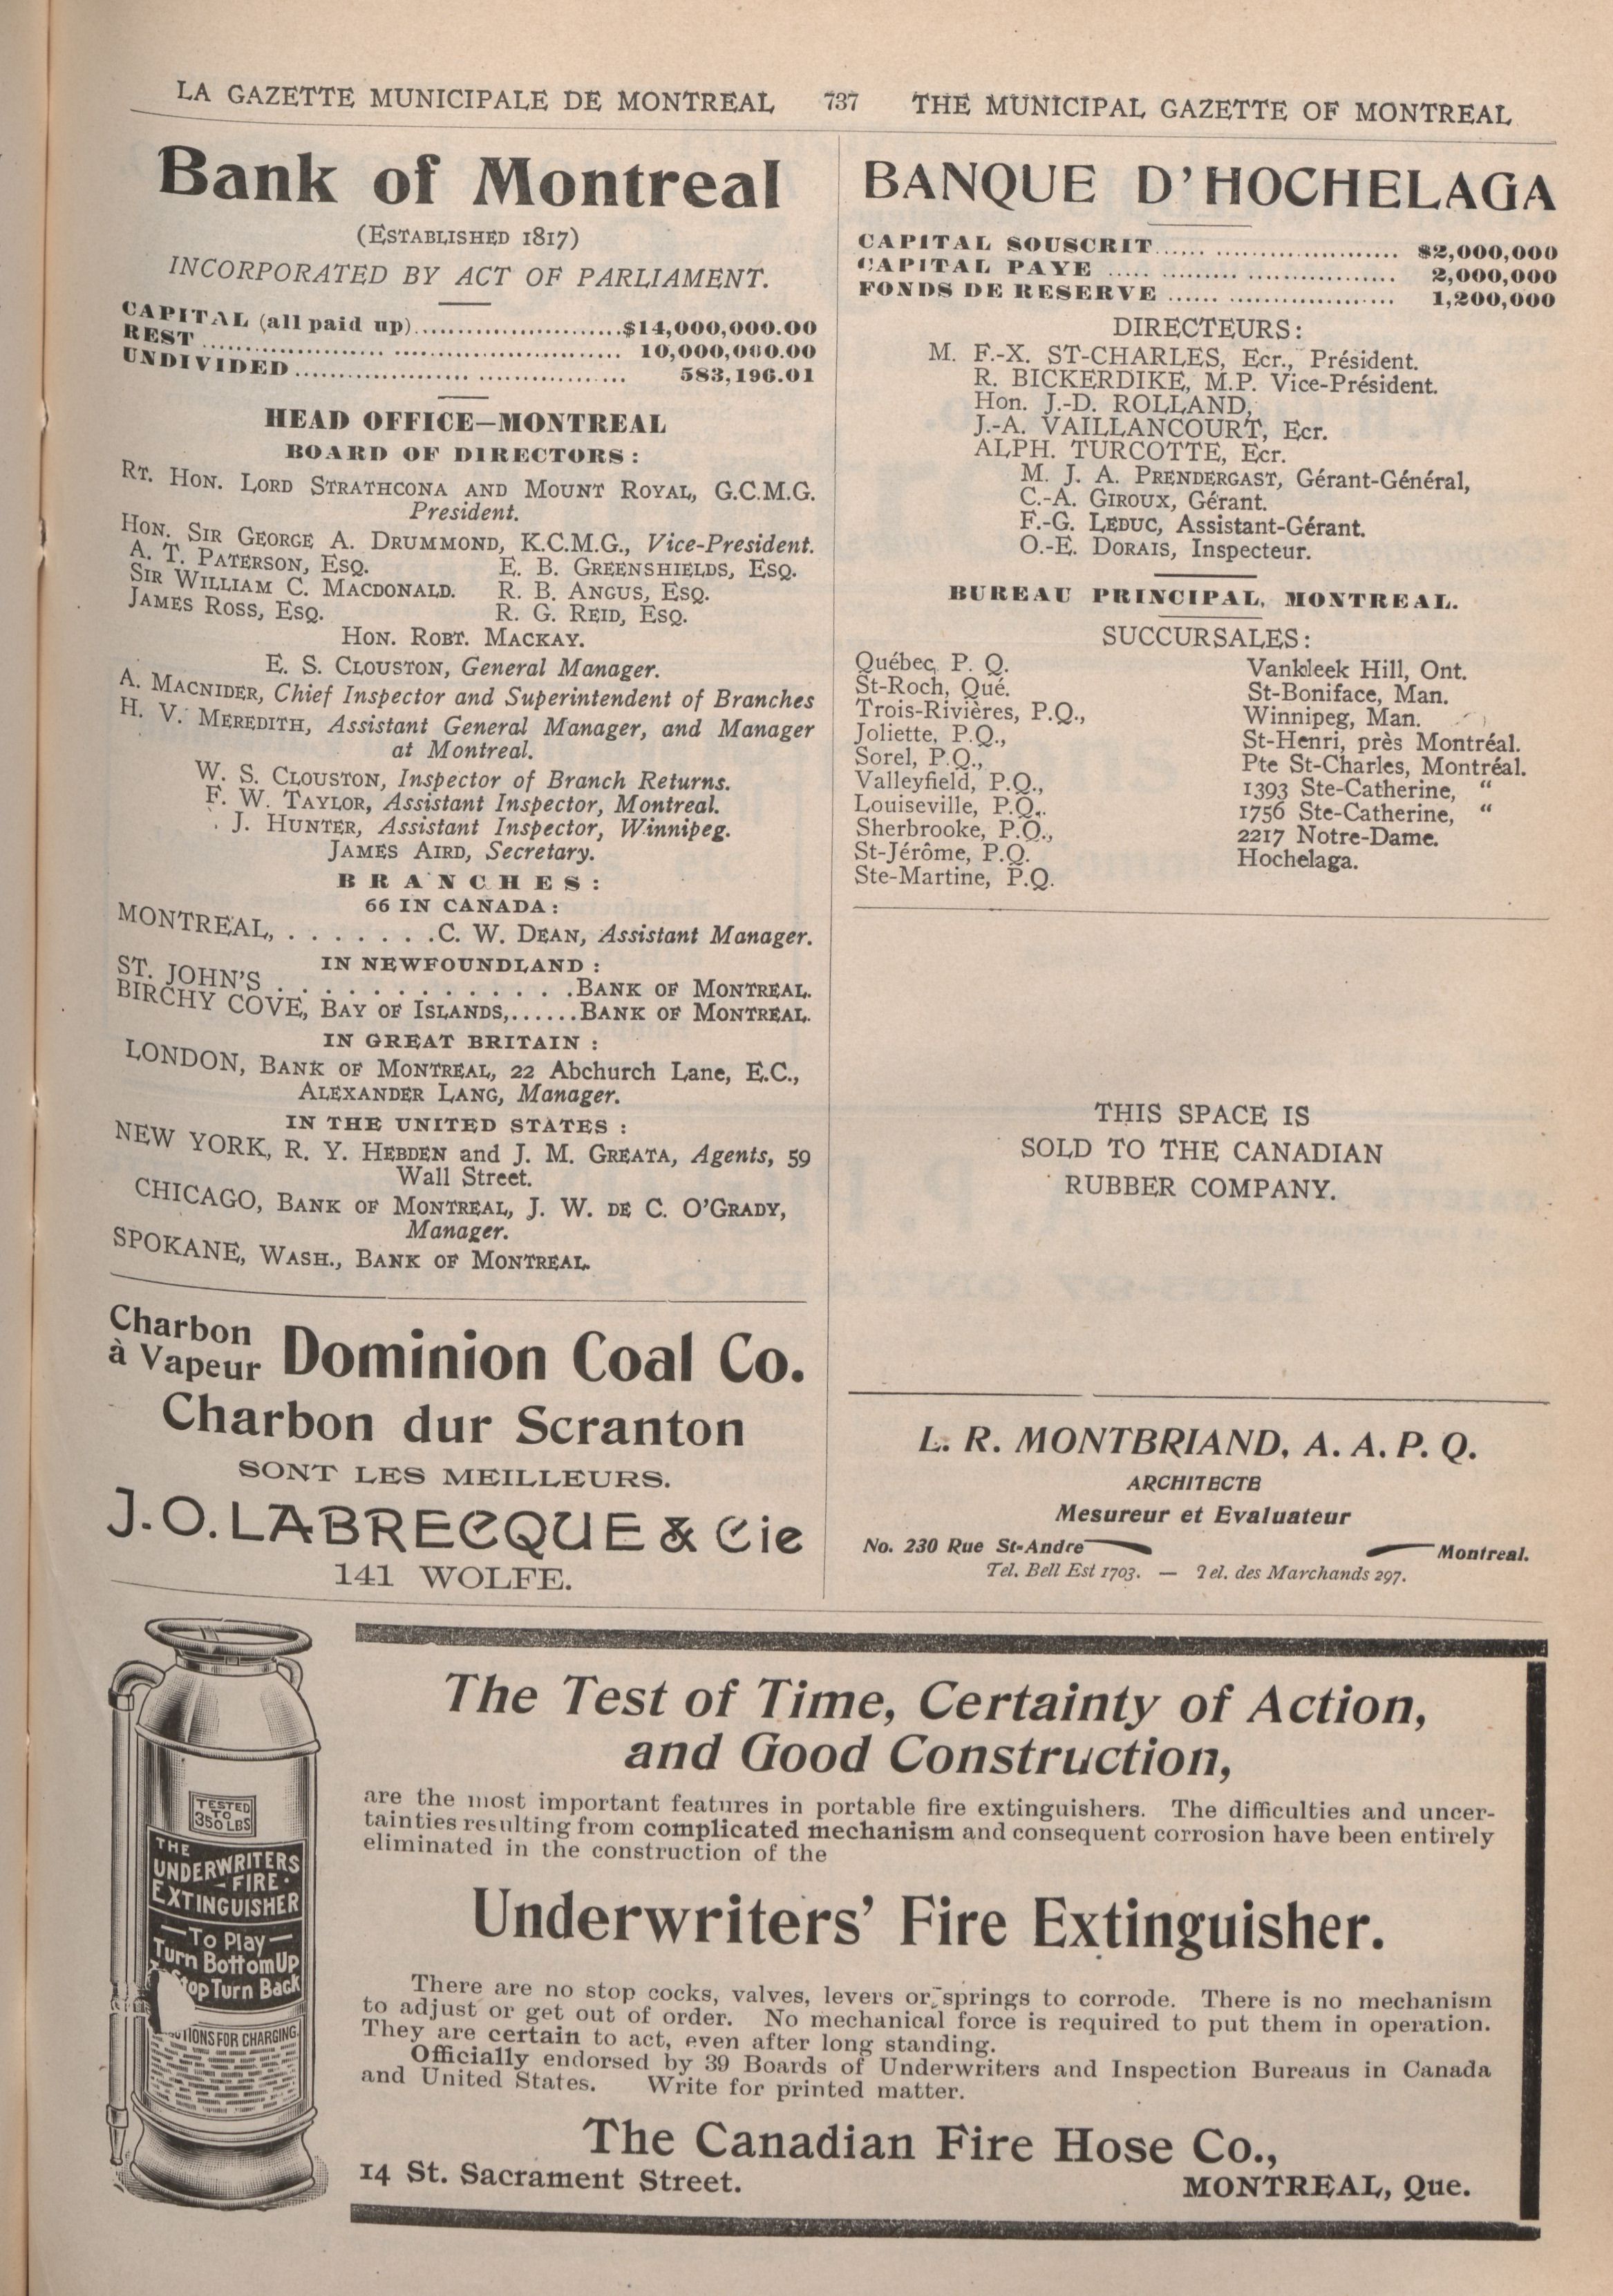 LA GAZETTE MUNICIPALE DE MONTREAL 737 THE MUNICIPAL GAZETTE OF MONTREAL
Bank of Montreal
(ESTABLISHED 1817)
INCORPORATED BY ACT OF PARLIAMENT.
CAPITAL (all paid up)..........................$14,000,000.00
REST .................... .......................... 10,000,000.00
UNDIVIDED.................... ................ 583,196.01
HEAD OFFICE—MONTREAL
BOARD OF DIRECTORS:
RT. HON. LORD STRATHCONA AND MOUNT ROYAL, G.C.M.G.
President.
HON. SIR GEORGE A. DRUMMOND, K.C.M.G., Vice-President.
A. T. PATERSON, ESQ. E. B. GREENSHIELDS, ESQ.
SIR WILLIAM C. MACDONALD. R. B. ANGUS, ESQ.
JAMES ROSS, ESQ. R. G. REID, ESQ.
HON. ROBT. MACKAY.
E. S. CLOUSTON, General Manager.
A. MACNIDER, Chief Inspector and Superintendent of Branches
H. V. MEREDITH, Assistant General Manager, and Manager
at Montreal.
W. S. CLOUSTON, Inspector of Branch Returns.
F. W. TAYLOR, Assistant Inspector, Montreal.
J. HUNTER, Assistant Inspector, Winnipeg.
JAMES AIRD, Secretary.
BRANCHES:
66 IN CANADA:
MONTREAL, . . . . . . . .C. W. DEAN, Assistant Manager.
IN NEWFOUNDLAND :
ST. JOHN'S . . . . . . . . . . . . . .BANK OF MONTREAL.
BIRCHY COVE, BAY OF ISLANDS,......BANK OF MONTREAL.
IN GREAT BRITAIN :
LONDON, BANK OF MONTREAL, 22 Abchurch Lane, E.C.,
ALEXANDER LANG, Manager.
IN THE UNITED STATES :
NEW YORK, R. Y. HEBDEN and J. M. GREATA, Agents, 59
Wall Street.
CHICAGO, BANK OF MONTREAL, J. W. DE C. O'GRADY,
Manager.
SPOKANE, WASH., BANK OF MONTREAL.
Charbon
à Vapeur Dominion Coal Co.
Charbon dur Scranton
SONT LES MEILLEURS.
J.O. LABRECQUE & Cie
141 WOLFE.
BANQUE D'HOCHELAGA
CAPITAL SOUSCRIT...... ....................... $2,000,000
CAPITAL PAYE ..... ......... .................. 2,000,000
FONDS DE RESERVE ...... ..................... 1,200,000
DIRECTEURS:
M. F.-X. ST-CHARLES, Ecr., Président.
R. BICKERDIKE, M.P. Vice-Président.
Hon. J.-D. ROLLAND,
J.-A. VAILLANCOURT, Ecr.
ALPH. TURCOTTE, Ecr.
M. J. A. PRENDERGAST, Gérant-Général,
C.-A. GIROUX, Gérant.
F.-G. LEDUC, Assistant-Gérant.
O.-E. DORAIS, Inspecteur.
BUREAU PRINCIPAL, MONTREAL.
SUCCURSALES:
Québec, P. Q. Vankleek Hill, Ont.
St-Roch, Qué. St-Boniface, Man.
Trois-Rivières, P.Q., Winnipeg, Man.
Joliette, P.Q., St-Henri, près Montréal.
Sorel, P.Q., Pte St-Charles, Montréal.
Valleyfield, P.Q., 1393 Ste-Catherine, "
Louiseville, P.Q., 1756 Ste-Catherine, "
Sherbrooke, P.Q., 2217 Notre-Dame.
St-Jérôme, P.Q. Hochelaga.
Ste-Martine, P.Q.
THIS SPACE IS
SOLD TO THE CANADIAN
RUBBER COMPANY.
L. R. MONTBRIAND, A. A. P. Q.
ARCHITECTE
Mesureur et Evaluateur
No. 230 Rue St-Andre Montreal.
Tel. Bell Est 1703. — Tel. des Marchands 297.
TESTED
TO
350 LBS
THE
UNDERWRITERS
FIRE
EXTINGUISHER
To Play
Turn Bottom Up
Stop Turn Back
TIONS FOR CHARGING
The Test of Time, Certainty of Action,
and Good Construction,
are the most important features in portable fire extinguishers. The difficulties and uncer-
tainties resulting from complicated mechanism and consequent corrosion have been entirely
eliminated in the construction of the
Underwriters' Fire Extinguisher.
There are no stop cocks, valves, levers or springs to corrode. There is no mechanism
to adjust or get out of order. No mechanical force is required to put them in operation.
They are certain to act, even after long standing.
Officially endorsed by 39 Boards of Underwriters and Inspection Bureaus in Canada
and United States. Write for printed matter.
The Canadian Fire Hose Co.,
14 St. Sacrament Street. MONTREAL, Que.